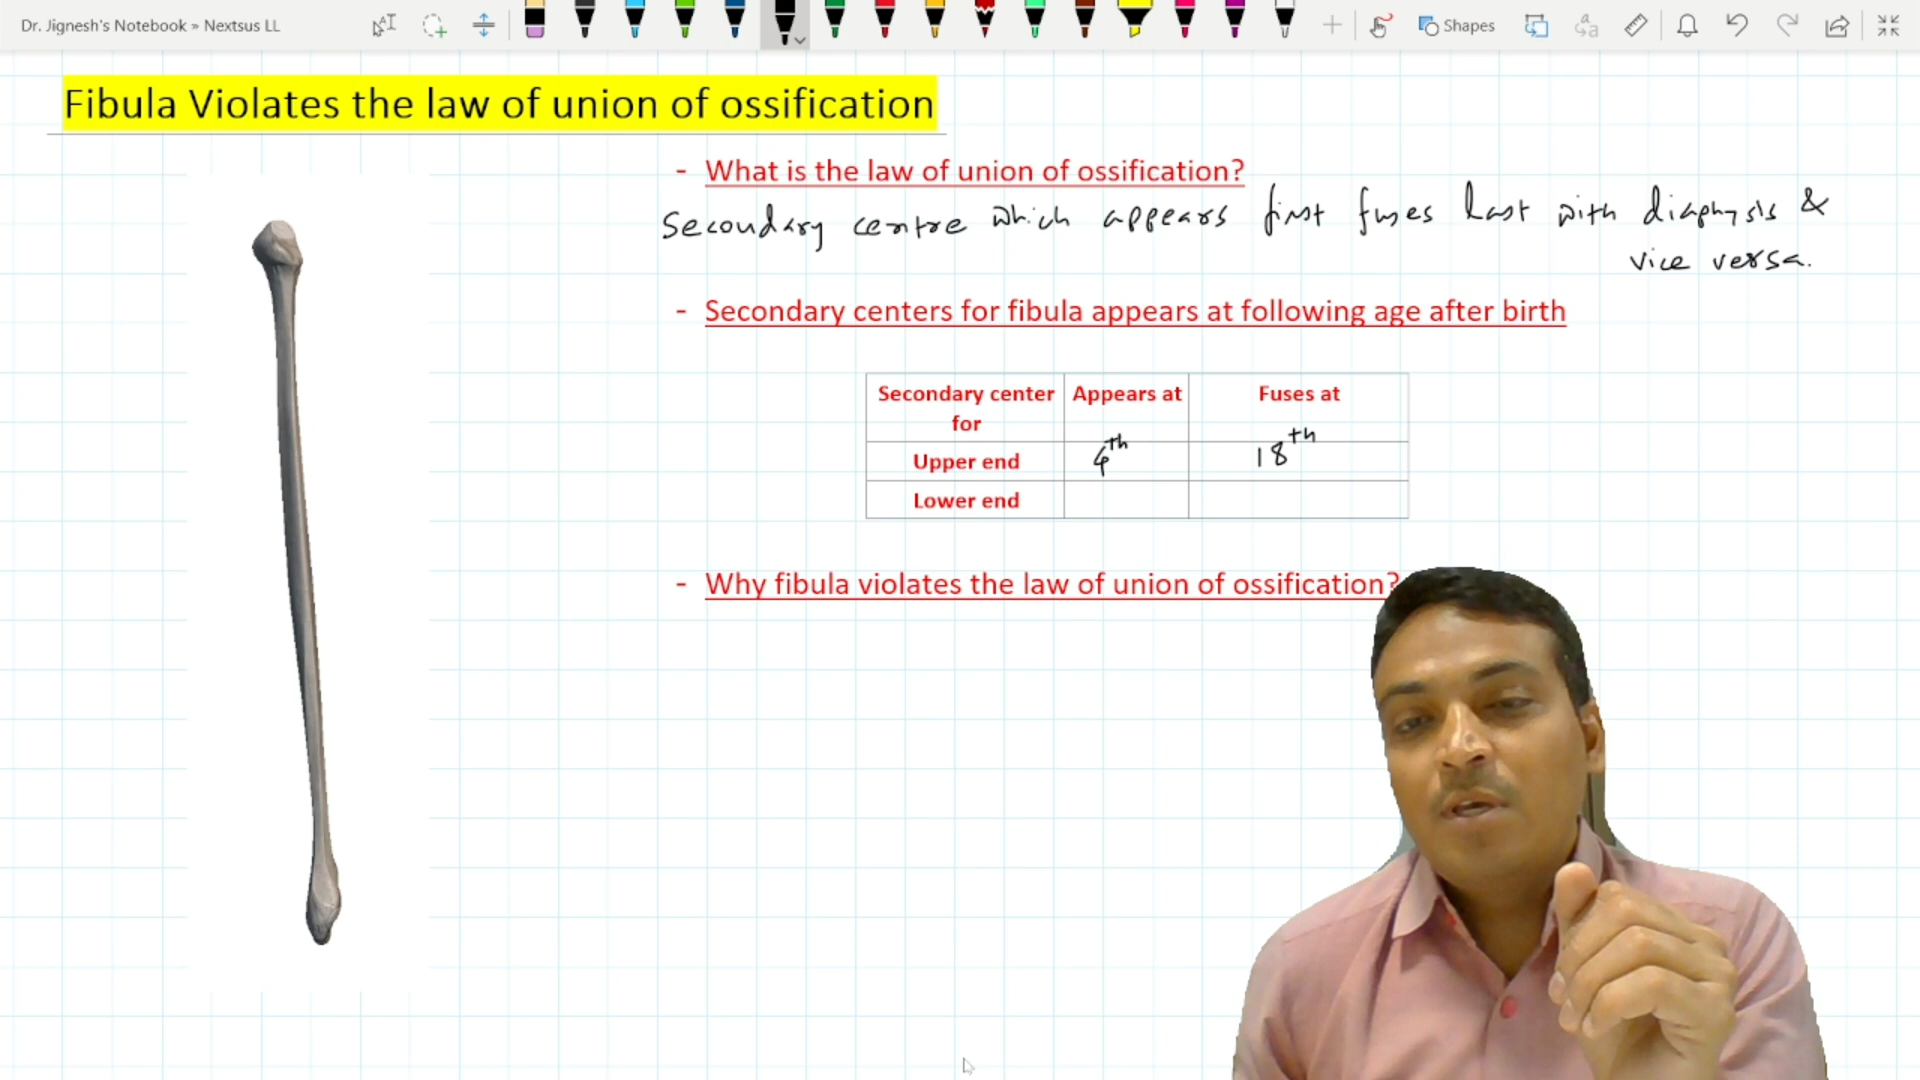 Dr. Jignesh's Notebook » Nextsus LL
Shapes
Fibula Violates the law of union of ossification
- What is the law of union of ossification?
Secondary centre which appears first fuses last with diaphysis &
vice versa.
- Secondary centers for fibula appears at following age after birth
Secondary center for Appears at Fuses at
Upper end 4th 18th
Lower end
- Why fibula violates the law of union of ossification?